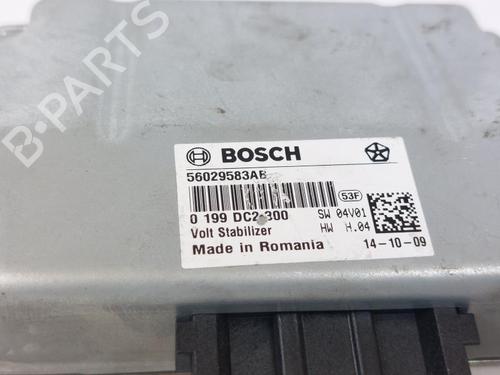 B-PARTS
BOSCH
56029583AB
53F
0 199 DC2 300 SW 04V01
Volt Stabilizer HW H.04
Made in Romania 14-10-09